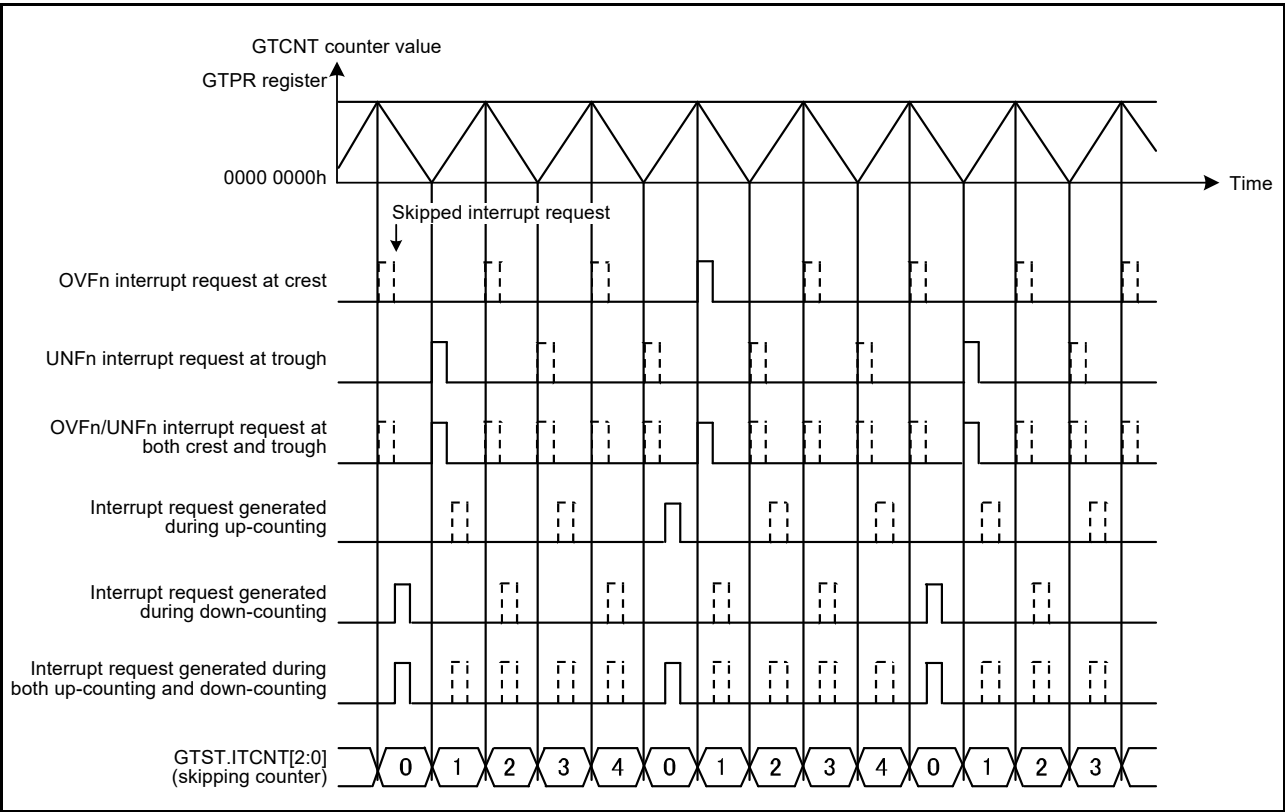 GTCNT counter value
GTPR register
0000 0000h
Time
Skipped interrupt request
OVFn interrupt request at crest
UNFn interrupt request at trough
OVFn/UNFn interrupt request at
both crest and trough
Interrupt request generated
during up-counting
Interrupt request generated
during down-counting
Interrupt request generated during
both up-counting and down-counting
GTST.ITCNT[2:0]
(skipping counter)
0 1 2 3 4 0 1 2 3 4 0 1 2 3